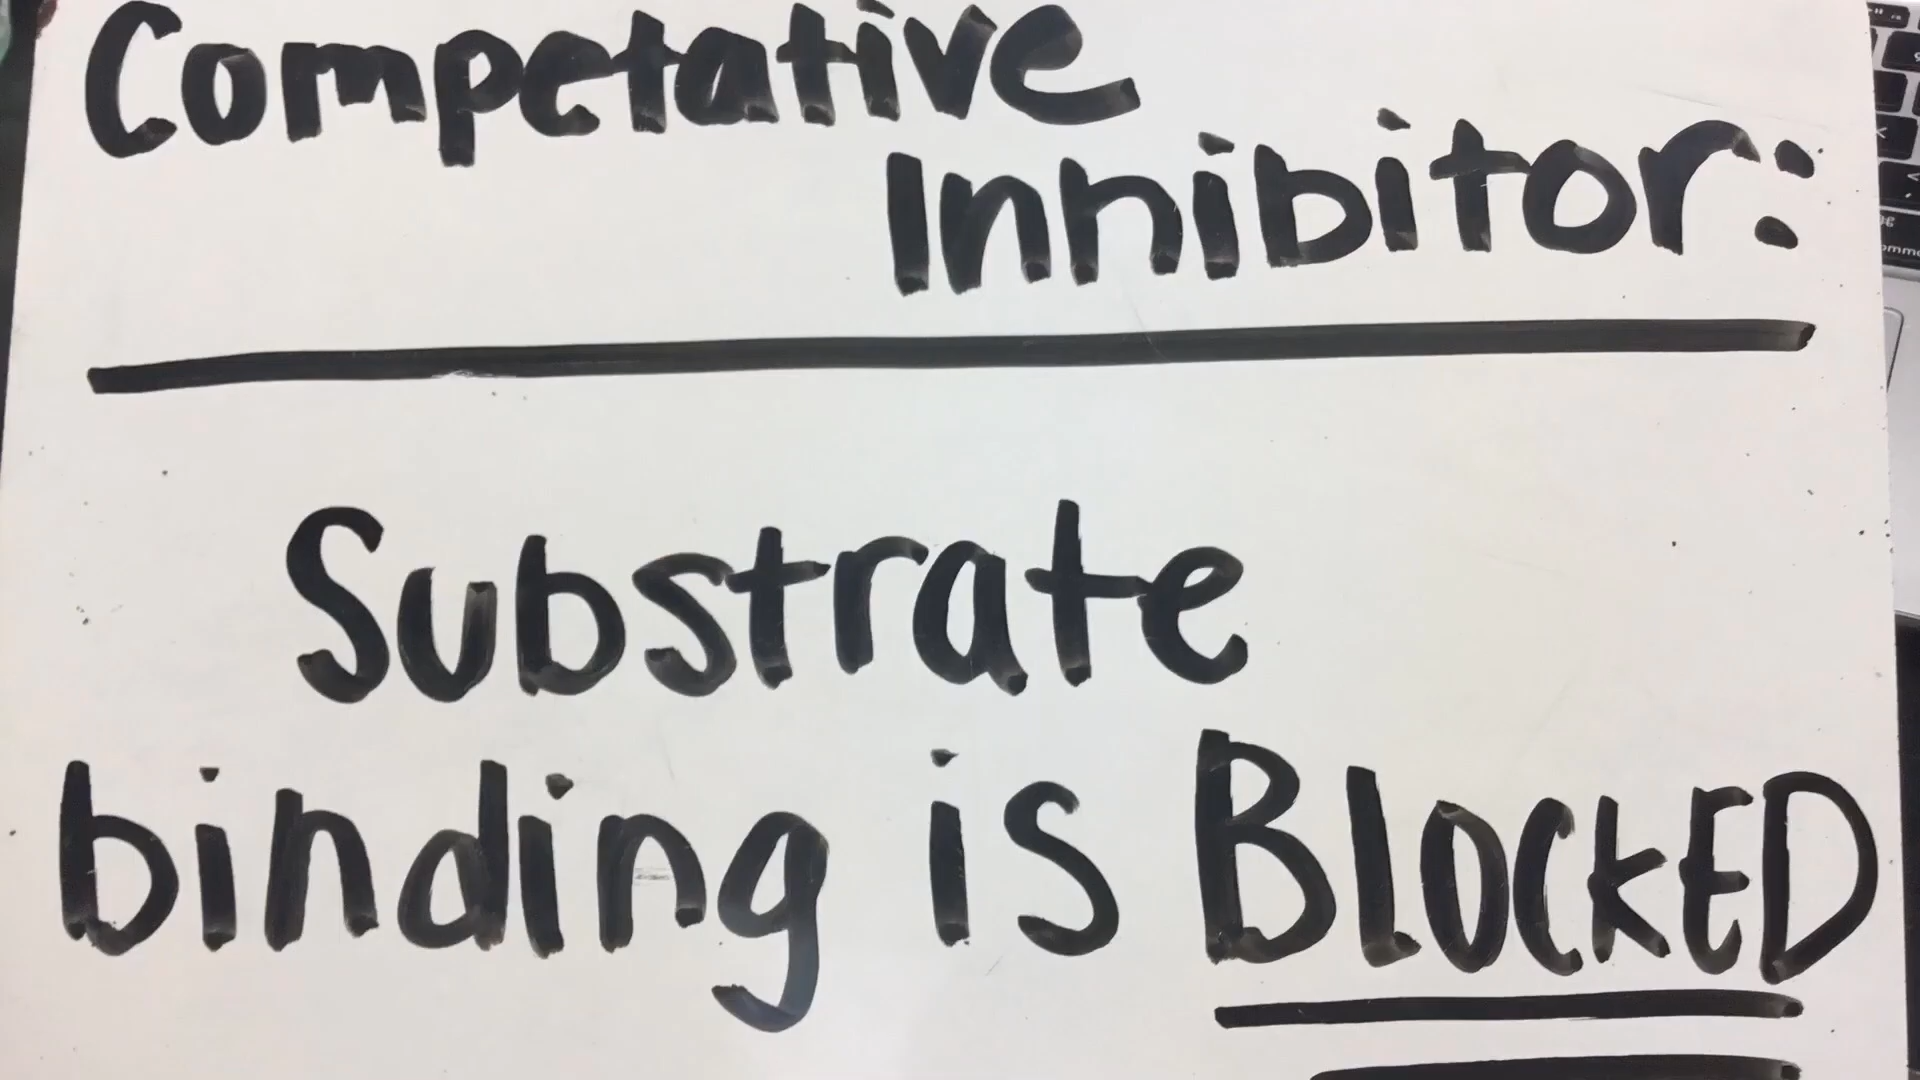 Competative
Inhibitor:
Substrate
binding is BLOCKED